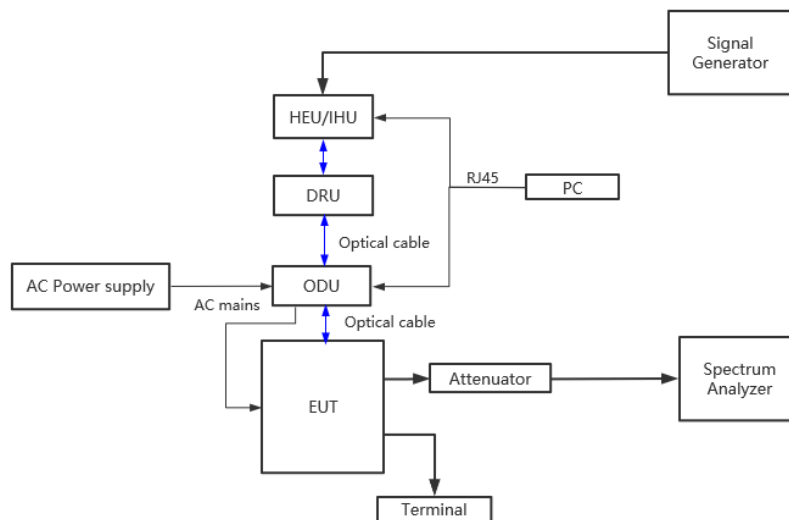 Signal
Generator
HEU/IHU
RJ45
PC
DRU
Optical cable
AC Power supply
AC mains
ODU
Optical cable
EUT
Attenuator
Spectrum
Analyzer
Terminal